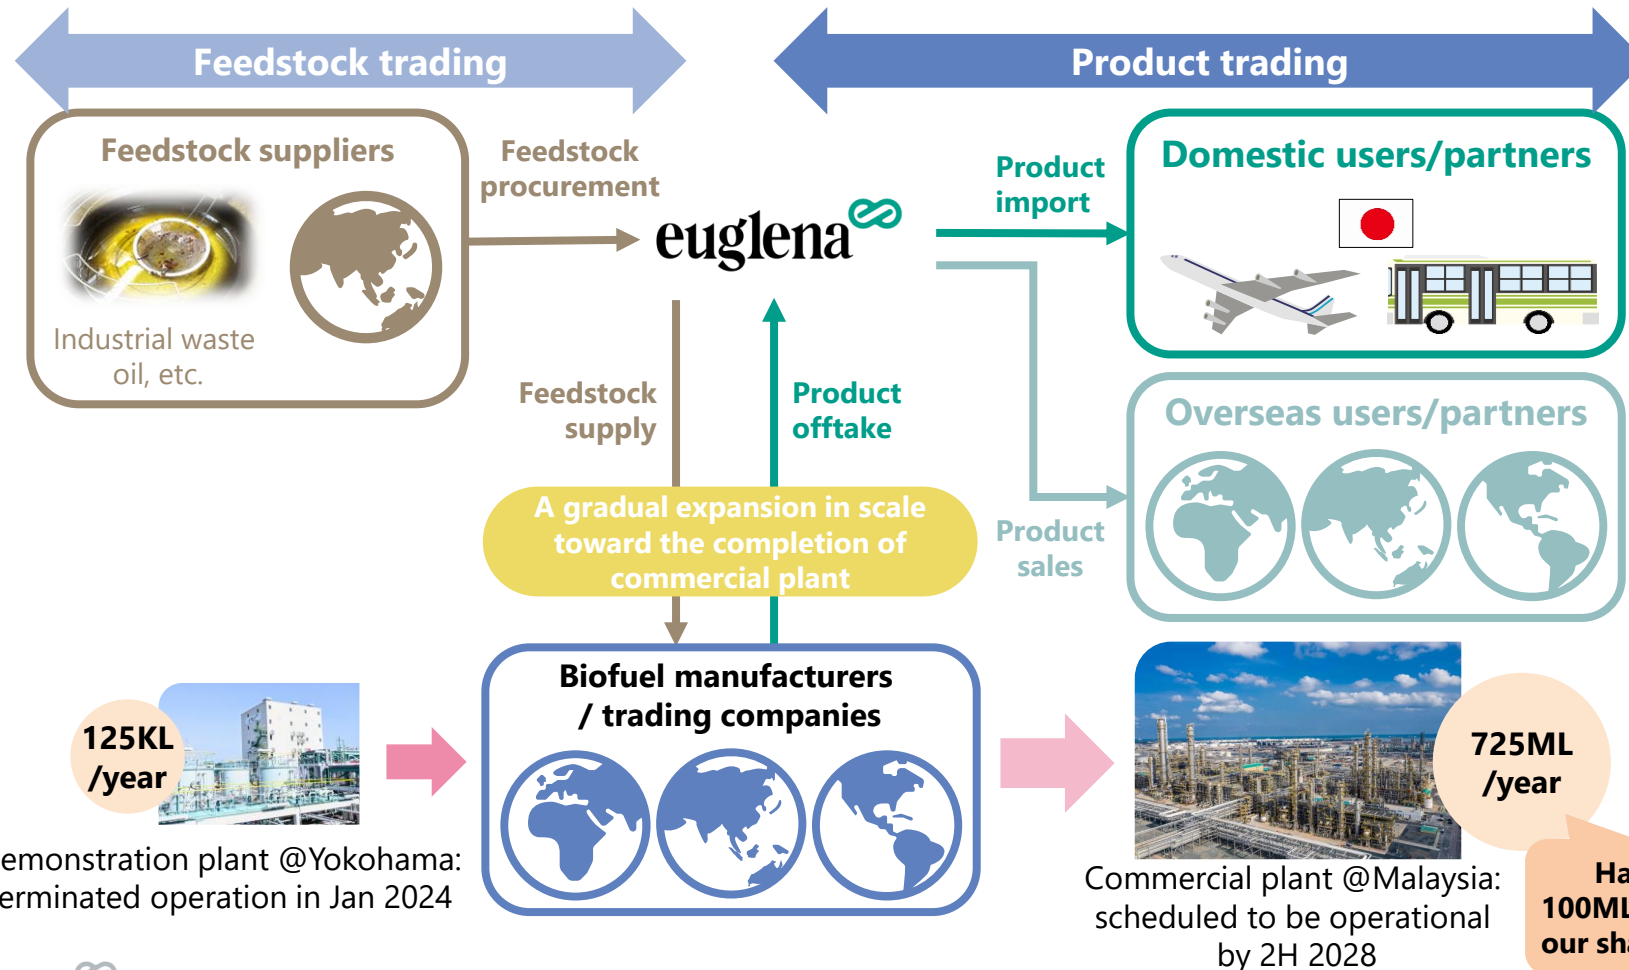 Feedstock trading
Product trading
Feedstock suppliers
Industrial waste
oil, etc.
Feedstock
procurement
euglena
Product
import
Domestic users/partners
Feedstock
supply
Product
offtake
Overseas users/partners
Product
sales
A gradual expansion in scale
toward the completion of
commercial plant
Biofuel manufacturers
/ trading companies
125KL
/year
emonstration plant @Yokohama:
erminated operation in Jan 2024
725ML
/year
Commercial plant @Malaysia:
scheduled to be operational
by 2H 2028
Ha
100ML
our sha